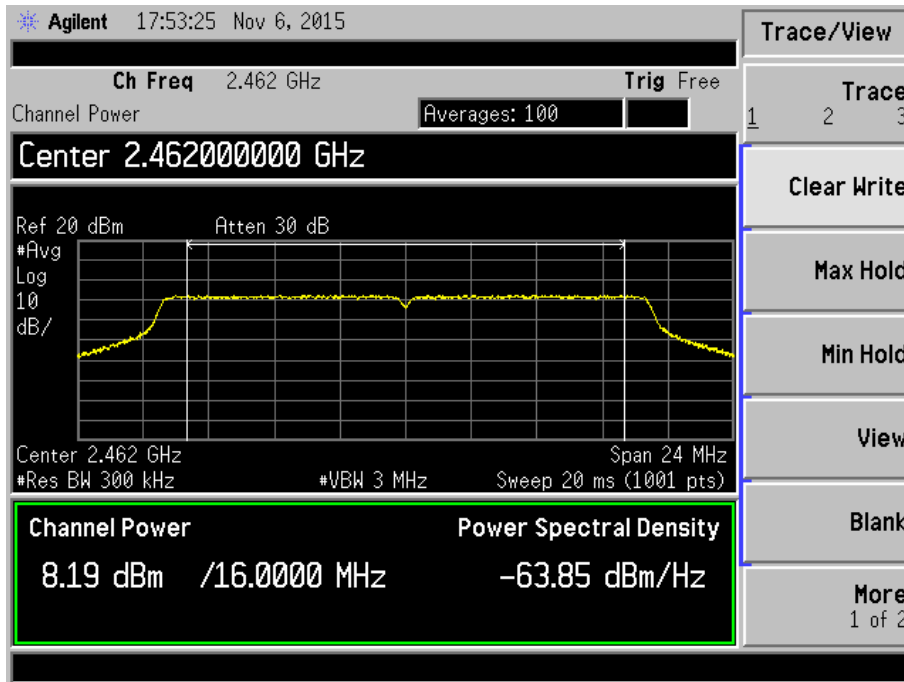 Agilent 17:53:25 Nov 6, 2015
Trace/View
Ch Freq 2.462 GHz Trig Free
Channel Power Averages: 100
Center 2.462000000 GHz
Ref 20 dBm Atten 30 dB
#Avg
Log
10
dB/
Center 2.462 GHz Span 24 MHz
#Res BW 300 kHz #VBW 3 MHz Sweep 20 ms (1001 pts)
Channel Power Power Spectral Density
8.19 dBm /16.0000 MHz -63.85 dBm/Hz
Trace
1 2 3
Clear Write
Max Hold
Min Hold
View
Blank
More
1 of 2